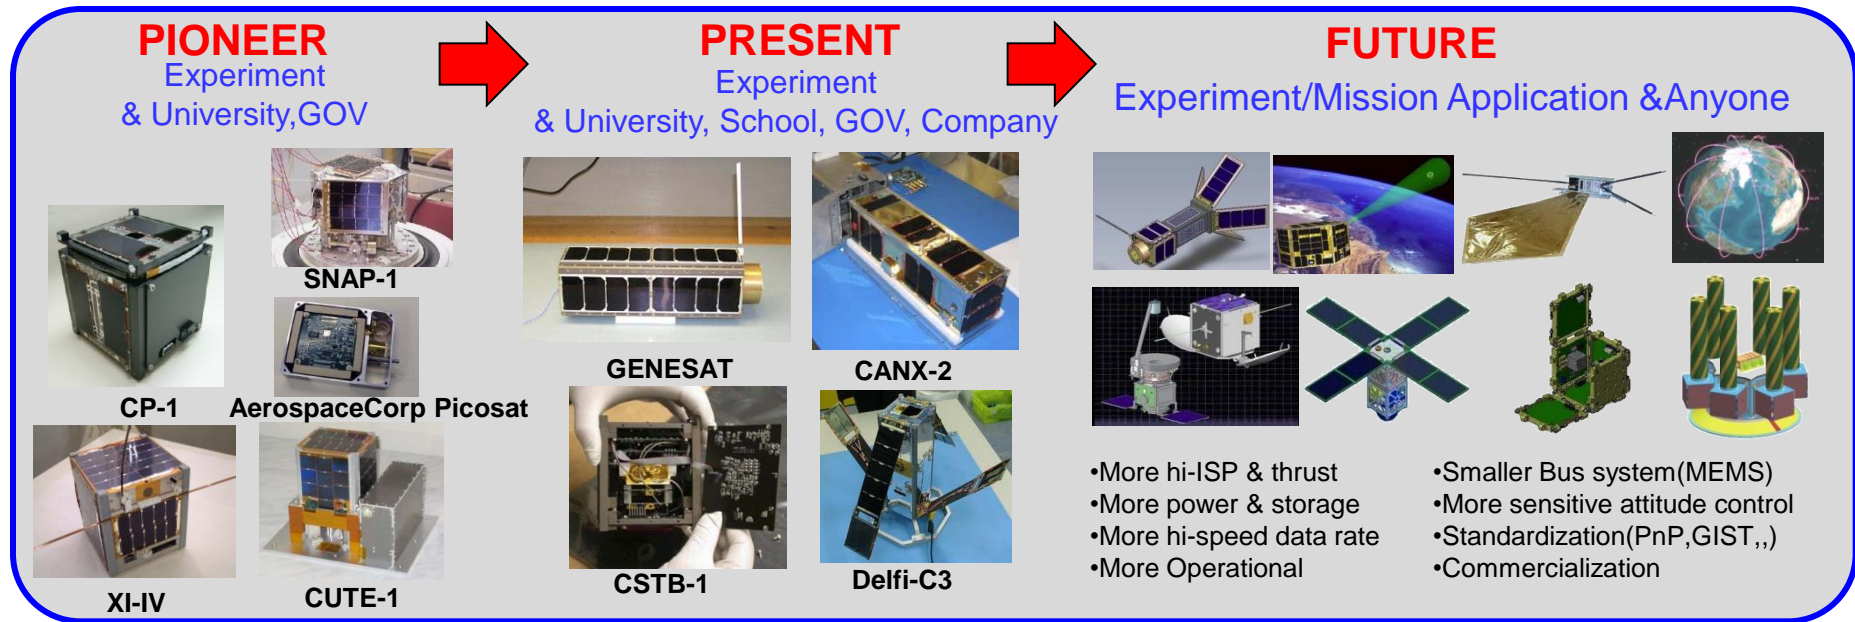 PIONEER
Experiment
& University,GOV
SNAP-1
CP-1
AerospaceCorp Picosat
XI-IV
CUTE-1
PRESENT
Experiment
& University, School, GOV, Company
GENESAT
CANX-2
CSTB-1
Delfi-C3
FUTURE
Experiment/Mission Application &Anyone
•More hi-ISP & thrust
•More power & storage
•More hi-speed data rate
•More Operational
•Smaller Bus system(MEMS)
•More sensitive attitude control
•Standardization(PnP,GIST,,)
•Commercialization